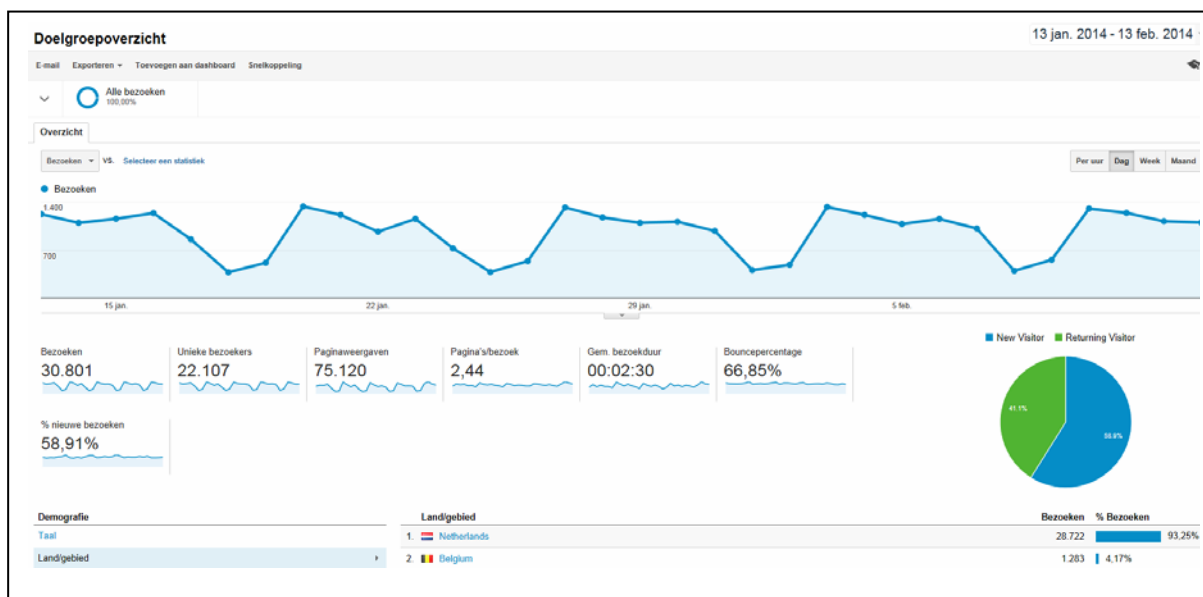 Doelgroepoverzicht
13 jan. 2014 - 13 feb. 2014
E-mail Exporteren Toevoegen aan dashboard Snelkoppeling
Alle bezoeken
100,00%
Overzicht
Bezoeken VS. Selecteer een statistiek
Per uur Dag Week Maand
Bezoeken
1.400
700
15 jan. 22 jan. 29 jan. 5 feb.
New Visitor Returning Visitor
Bezoeken Unieke bezoekers Paginaweergaven Pagina's/bezoek Gem. bezoekduur Bouncepercentage
30.801 22.107 75.120 2,44 00:02:30 66,85%
41.1%
58.9%
% nieuwe bezoeken
58,91%
Demografie Land/gebied Bezoeken % Bezoeken
Taal 1. Netherlands 28.722 93,25%
Land/gebied 2. Belgium 1.283 4,17%